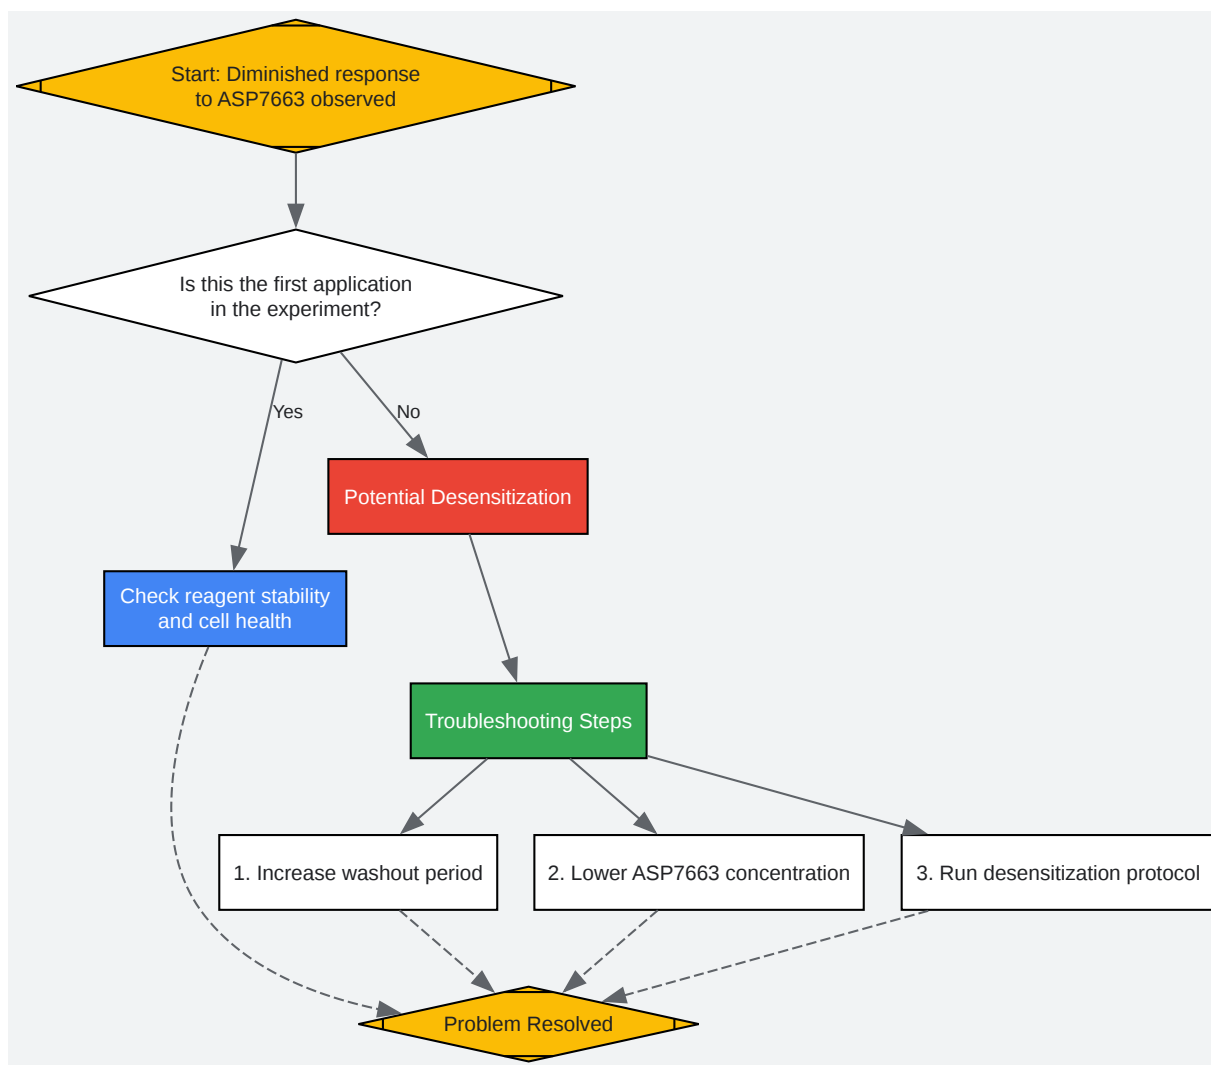 Start: Diminished response
to ASP7663 observed
Is this the first application
in the experiment?
Yes
No
Potential Desensitization
Check reagent stability
and cell health
Troubleshooting Steps
1. Increase washout period
2. Lower ASP7663 concentration
3. Run desensitization protocol
Problem Resolved